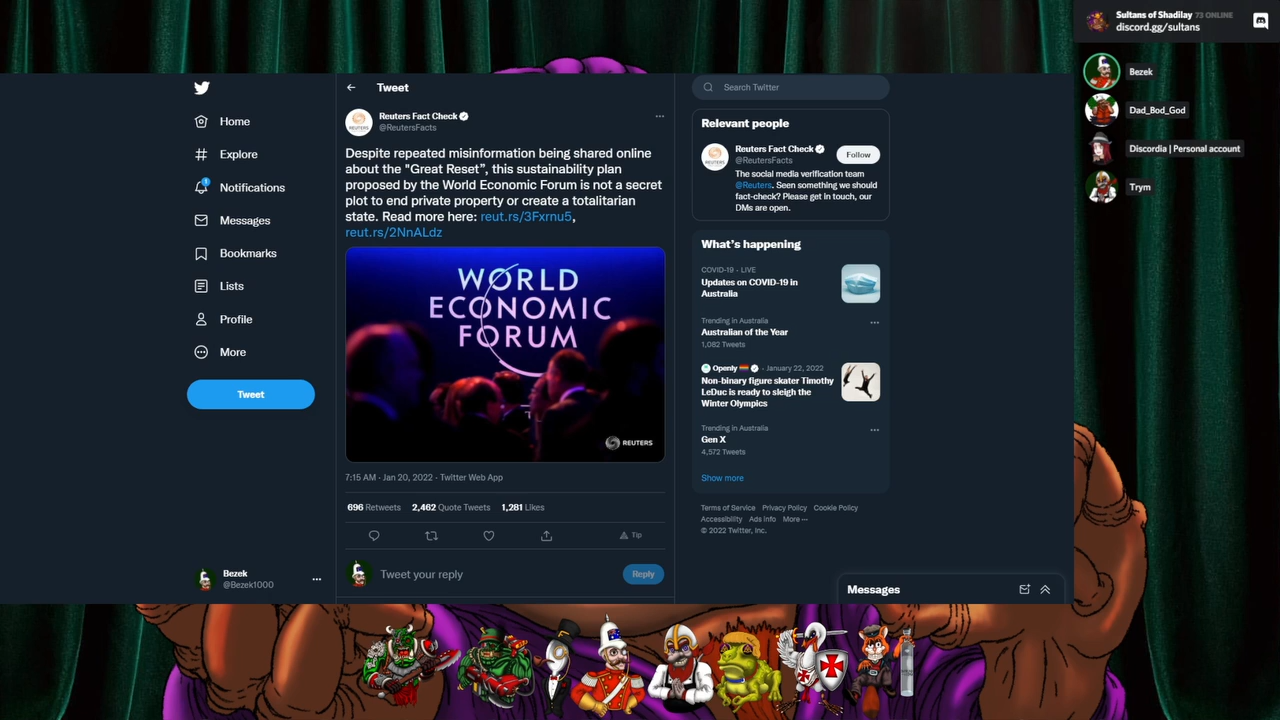 Sultans of Shadilay 73 ONLINE
discord.gg/sultans
Bezek
Dad_Bod_God
Discordia | Personal account
Trym
Home
Explore
Notifications
Messages
Bookmarks
Lists
Profile
More
Tweet
Bezek
@Bezek1000
Tweet
Reuters Fact Check
@ReutersFacts
Despite repeated misinformation being shared online
about the "Great Reset", this sustainability plan
proposed by the World Economic Forum is not a secret
plot to end private property or create a totalitarian
state. Read more here: reut.rs/3Fxrnu5,
reut.rs/2NnALdz
WORLD
ECONOMIC
FORUM
REUTERS
7:15 AM · Jan 20, 2022 · Twitter Web App
696 Retweets 2,462 Quote Tweets 1,281 Likes
Tip
Tweet your reply
Reply
Search Twitter
Relevant people
REUTERS
Reuters Fact Check
@ReutersFacts
Follow
The social media verification team
@Reuters. Seen something we should
fact-check? Please get in touch, our
DMs are open.
What's happening
COVID-19 · LIVE
Updates on COVID-19 in
Australia
Trending in Australia
Australian of the Year
1,082 Tweets
Openly · January 22, 2022
Non-binary figure skater Timothy
LeDuc is ready to sleigh the
Winter Olympics
Trending in Australia
Gen X
4,572 Tweets
Show more
Terms of Service Privacy Policy Cookie Policy
Accessibility Ads info More ···
© 2022 Twitter, Inc.
Messages